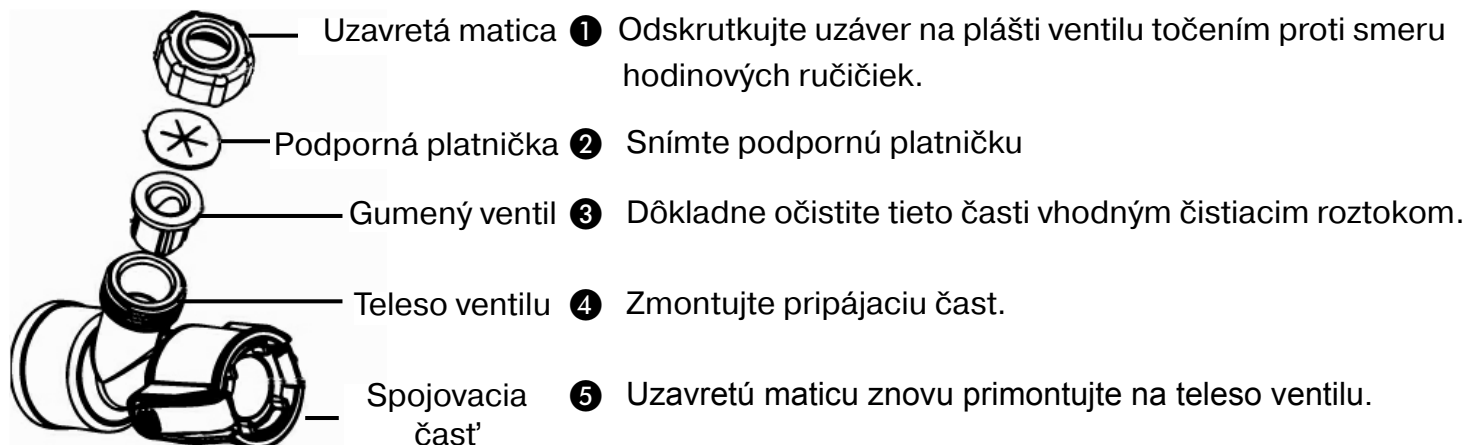 Uzavretá matica ❶ Odskrutkujte uzáver na plášti ventilu točením proti smeru
hodinových ručičiek.
Podporná platnička ❷ Snímte podpornú platničku
Gumený ventil ❸ Dôkladne očistite tieto časti vhodným čistiacim roztokom.
Teleso ventilu ❹ Zmontujte pripájaciu čast.
Spojovacia ❺ Uzavretú maticu znovu primontujte na teleso ventilu.
časť